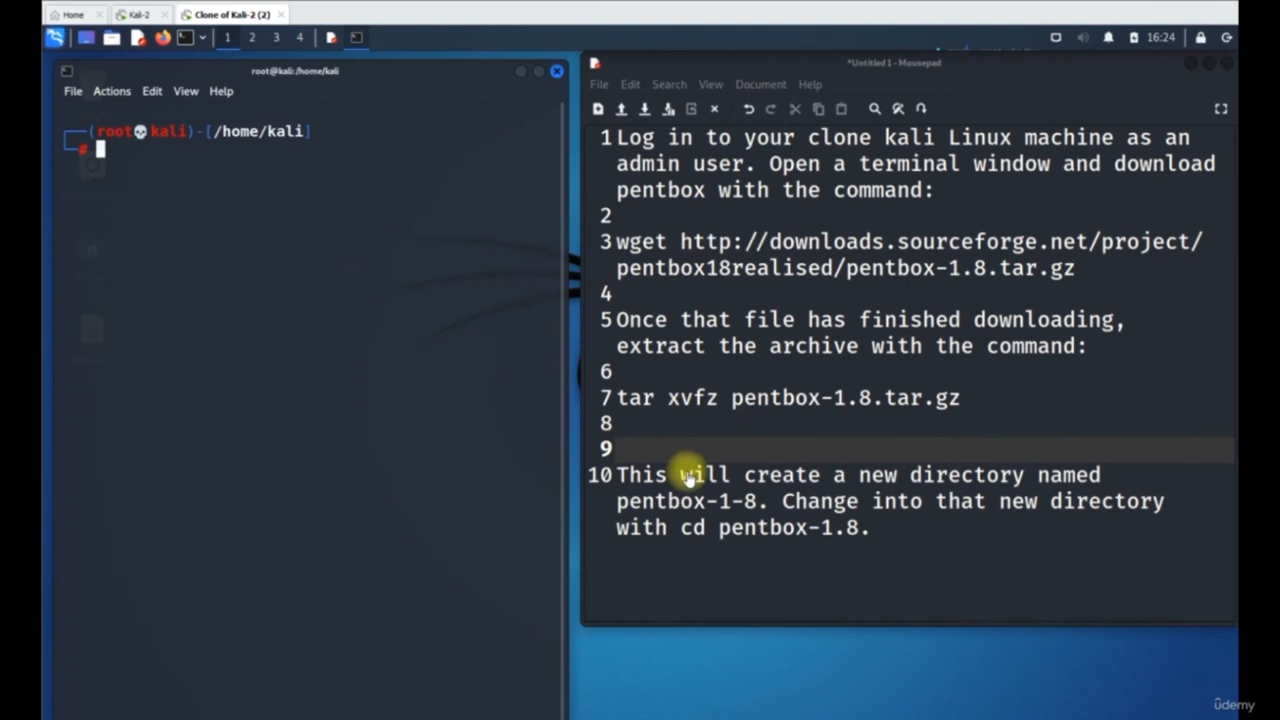 Home
Kali-2
Clone of Kali-2 (2)
1 2 3 4
16:24
root@kali:/home/kali
File Actions Edit View Help
(root💀kali)-[/home/kali]
#
*Untitled 1 - Mousepad
File Edit Search View Document Help
1 Log in to your clone kali Linux machine as an
admin user. Open a terminal window and download
pentbox with the command:
2
3 wget http://downloads.sourceforge.net/project/
pentbox18realised/pentbox-1.8.tar.gz
4
5 Once that file has finished downloading,
extract the archive with the command:
6
7 tar xvfz pentbox-1.8.tar.gz
8
9
10 This will create a new directory named
pentbox-1-8. Change into that new directory
with cd pentbox-1.8.
ûdemy